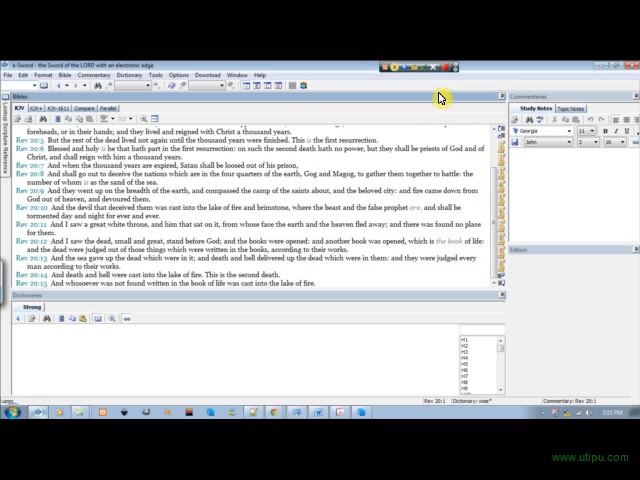 e-Sword - the Sword of the LORD with an electronic edge
File Edit Format Bible Commentary Dictionary Tools Options Window Help
Bibles
KJV KJV+ KJV-1611 Compare Parallel
foreheads, or in their hands; and they lived and reigned with Christ a thousand years.
Rev 20:5 But the rest of the dead lived not again until the thousand years were finished. This is the first resurrection.
Rev 20:6 Blessed and holy is he that hath part in the first resurrection: on such the second death hath no power, but they shall be priests of God and of
Christ, and shall reign with him a thousand years.
Rev 20:7 And when the thousand years are expired, Satan shall be loosed out of his prison,
Rev 20:8 And shall go out to deceive the nations which are in the four quarters of the earth, Gog and Magog, to gather them together to battle: the
number of whom is as the sand of the sea.
Rev 20:9 And they went up on the breadth of the earth, and compassed the camp of the saints about, and the beloved city: and fire came down from
God out of heaven, and devoured them.
Rev 20:10 And the devil that deceived them was cast into the lake of fire and brimstone, where the beast and the false prophet are, and shall be
tormented day and night for ever and ever.
Rev 20:11 And I saw a great white throne, and him that sat on it, from whose face the earth and the heaven fled away; and there was found no place
for them.
Rev 20:12 And I saw the dead, small and great, stand before God; and the books were opened: and another book was opened, which is the book of life:
and the dead were judged out of those things which were written in the books, according to their works.
Rev 20:13 And the sea gave up the dead which were in it; and death and hell delivered up the dead which were in them: and they were judged every
man according to their works.
Rev 20:14 And death and hell were cast into the lake of fire. This is the second death.
Rev 20:15 And whosoever was not found written in the book of life was cast into the lake of fire.
Lookup Scripture Reference
Commentaries
Study Notes Topic Notes
Georgia 11
John 3 16
Editors
Dictionaries
Strong
H1
H2
H3
H4
H5
H6
H7
H8
H9
Rev 20:1 Dictionary: wise* Commentary: Rev 20:1
5:15 PM
www.utipu.com